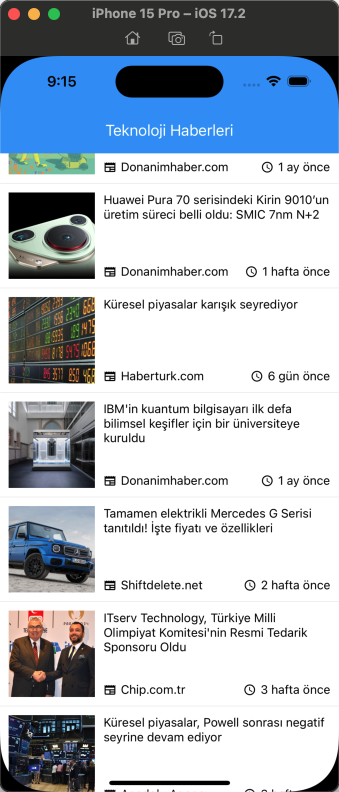 iPhone 15 Pro – iOS 17.2
9:15
Teknoloji Haberleri
Donanimhaber.com 1 ay önce
Huawei Pura 70 serisindeki Kirin 9010’un
üretim süreci belli oldu: SMIC 7nm N+2
Donanimhaber.com 1 hafta önce
Küresel piyasalar karışık seyrediyor
Haberturk.com 6 gün önce
IBM'in kuantum bilgisayarı ilk defa
bilimsel keşifler için bir üniversiteye
kuruldu
Donanimhaber.com 1 ay önce
Tamamen elektrikli Mercedes G Serisi
tanıtıldı! İşte fiyatı ve özellikleri
Shiftdelete.net 2 hafta önce
ITserv Technology, Türkiye Milli
Olimpiyat Komitesi'nin Resmi Tedarik
Sponsoru Oldu
Chip.com.tr 3 hafta önce
Küresel piyasalar, Powell sonrası negatif
seyrine devam ediyor